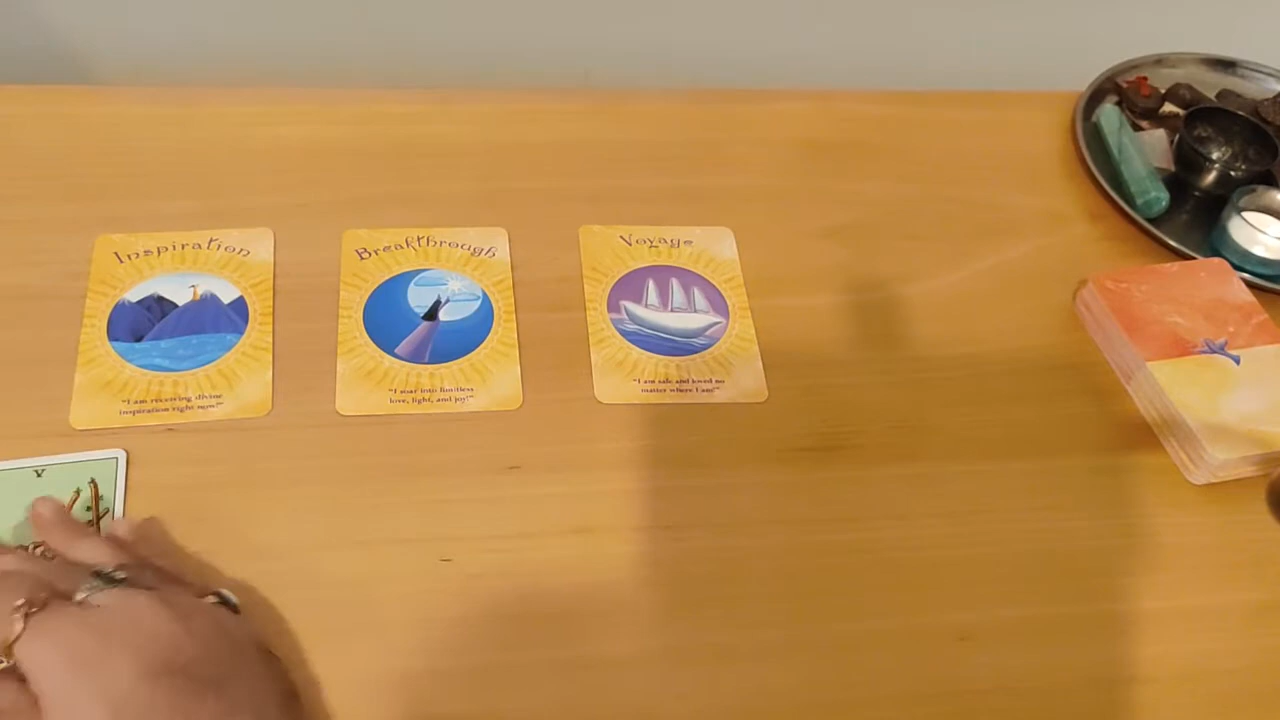 Inspiration
"I am receiving divine
inspiration right now!"
Breakthrough
"I soar into limitless
love, light, and joy!"
Voyage
"I am safe and loved no
matter where I am!"
V